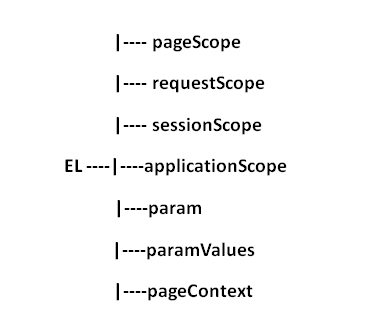 |---- pageScope
|---- requestScope
|---- sessionScope
EL ----|----applicationScope
|----param
|----paramValues
|----pageContext